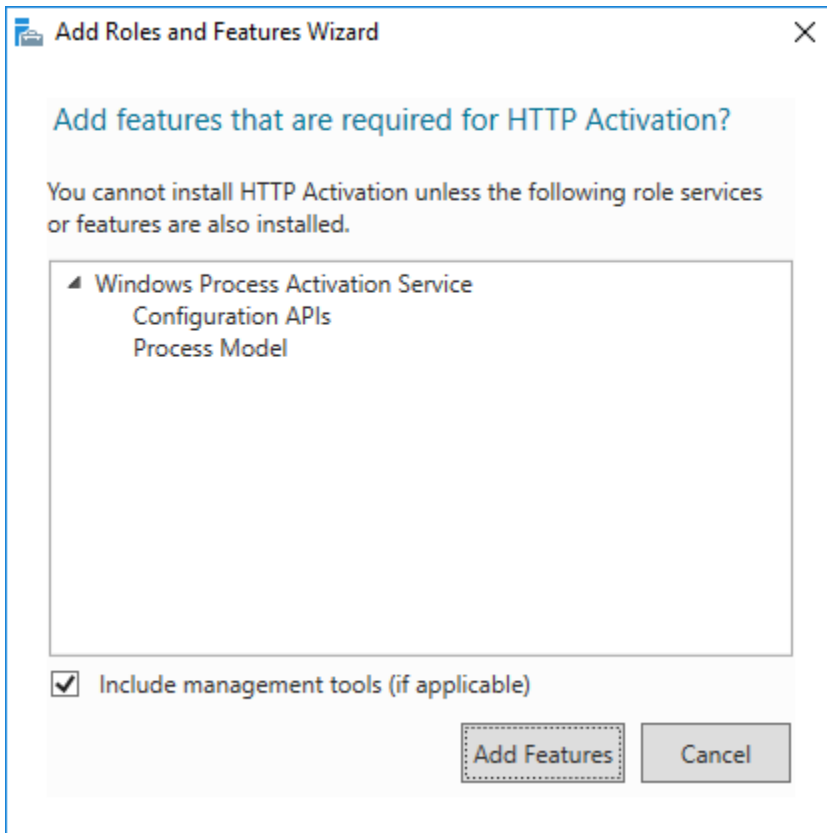 Add Roles and Features Wizard
Add features that are required for HTTP Activation?
You cannot install HTTP Activation unless the following role services
or features are also installed.
Windows Process Activation Service
Configuration APIs
Process Model
Include management tools (if applicable)
Add Features
Cancel